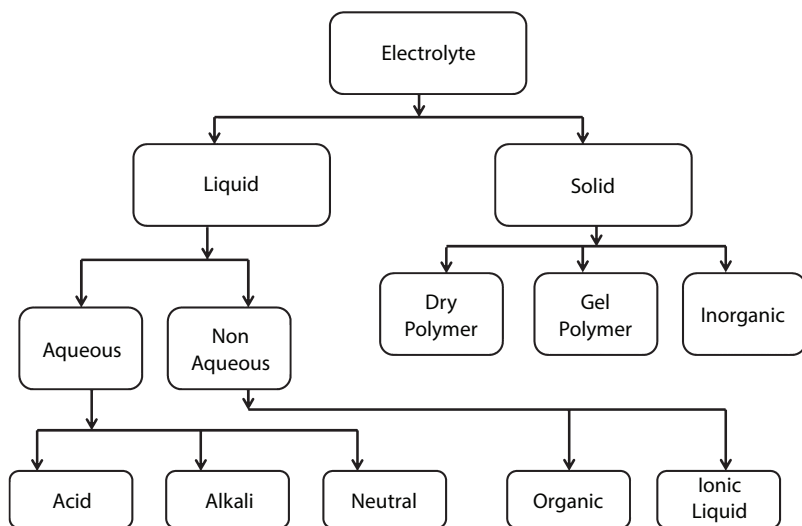 Electrolyte
Liquid
Solid
Dry
Polymer
Gel
Polymer
Inorganic
Aqueous
Non
Aqueous
Acid
Alkali
Neutral
Organic
Ionic
Liquid